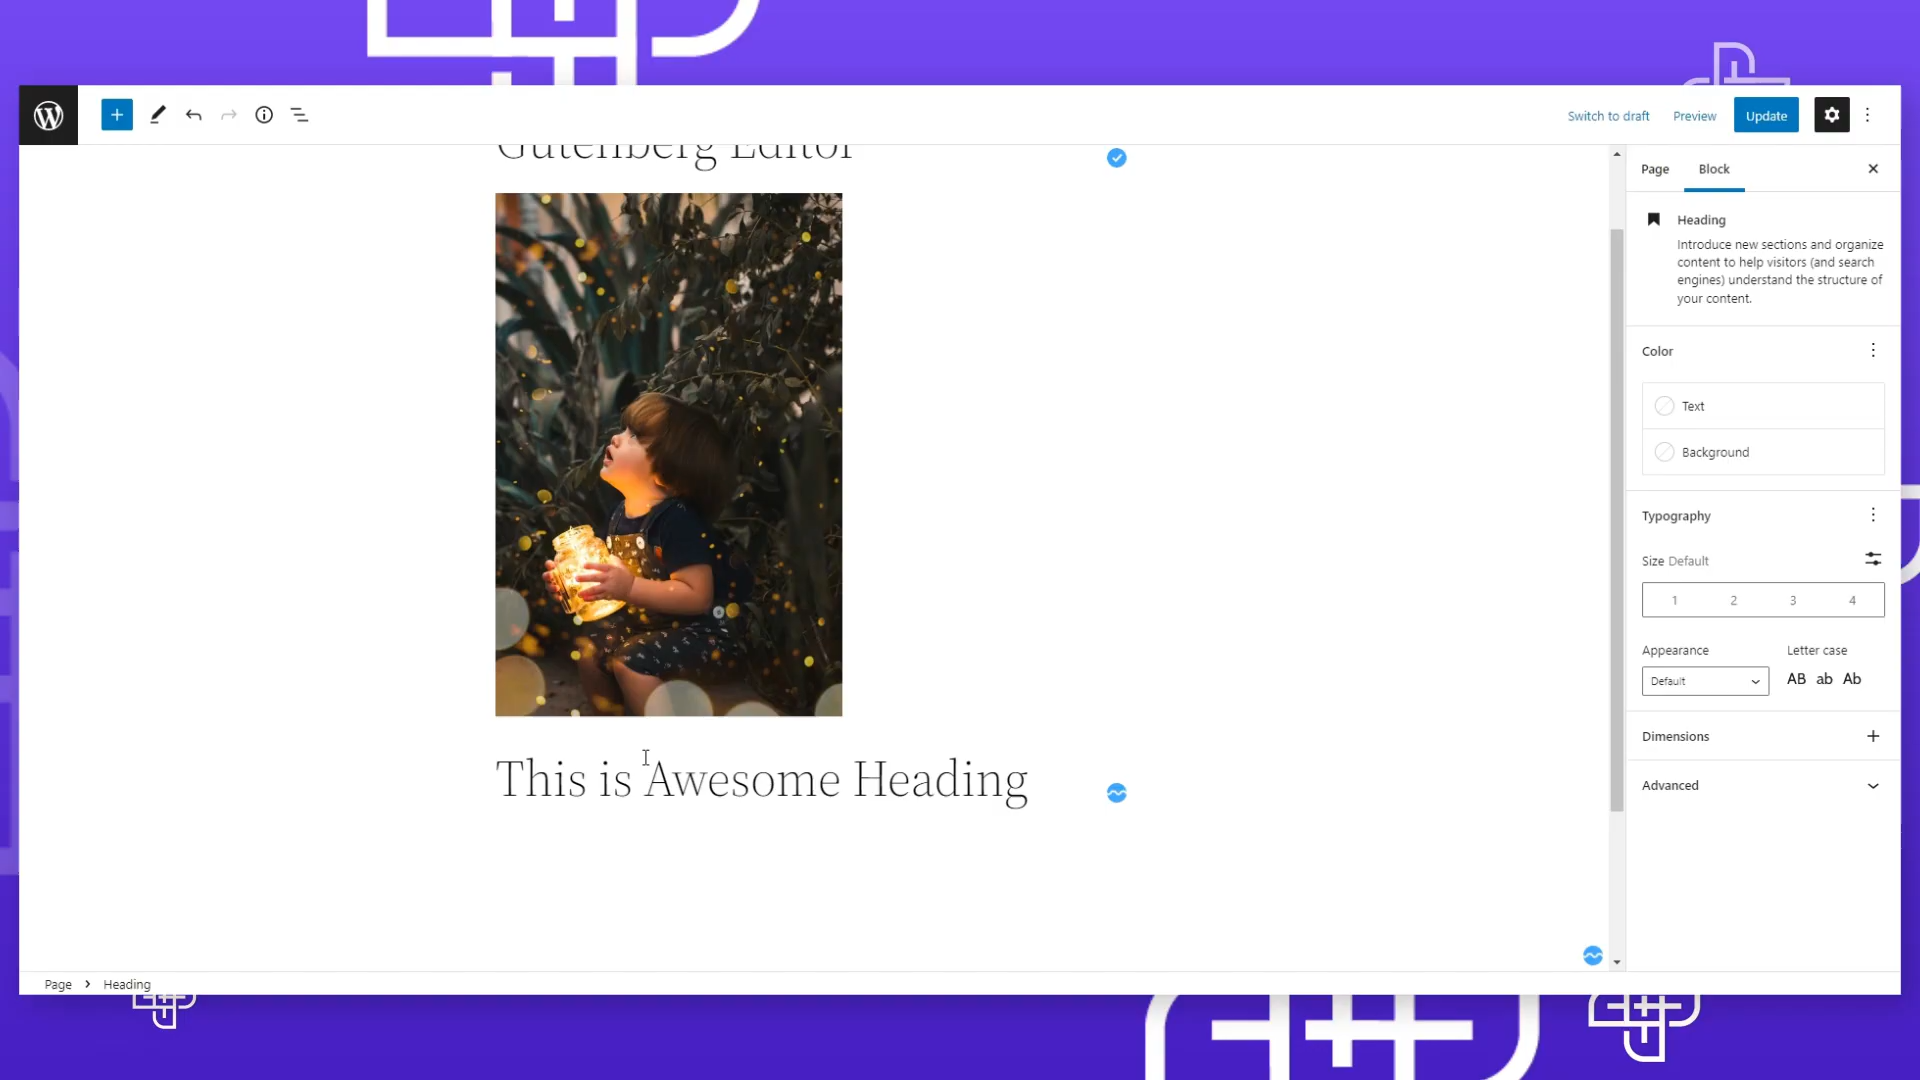 Switch to draft Preview Update
Gutenberg Editor
Page Block
Heading
Introduce new sections and organize
content to help visitors (and search
engines) understand the structure of
your content.
Color
Text
Background
Typography
Size Default
1 2 3 4
Appearance Letter case
Default AB ab Ab
Dimensions
This is Awesome Heading
Advanced
Page Heading